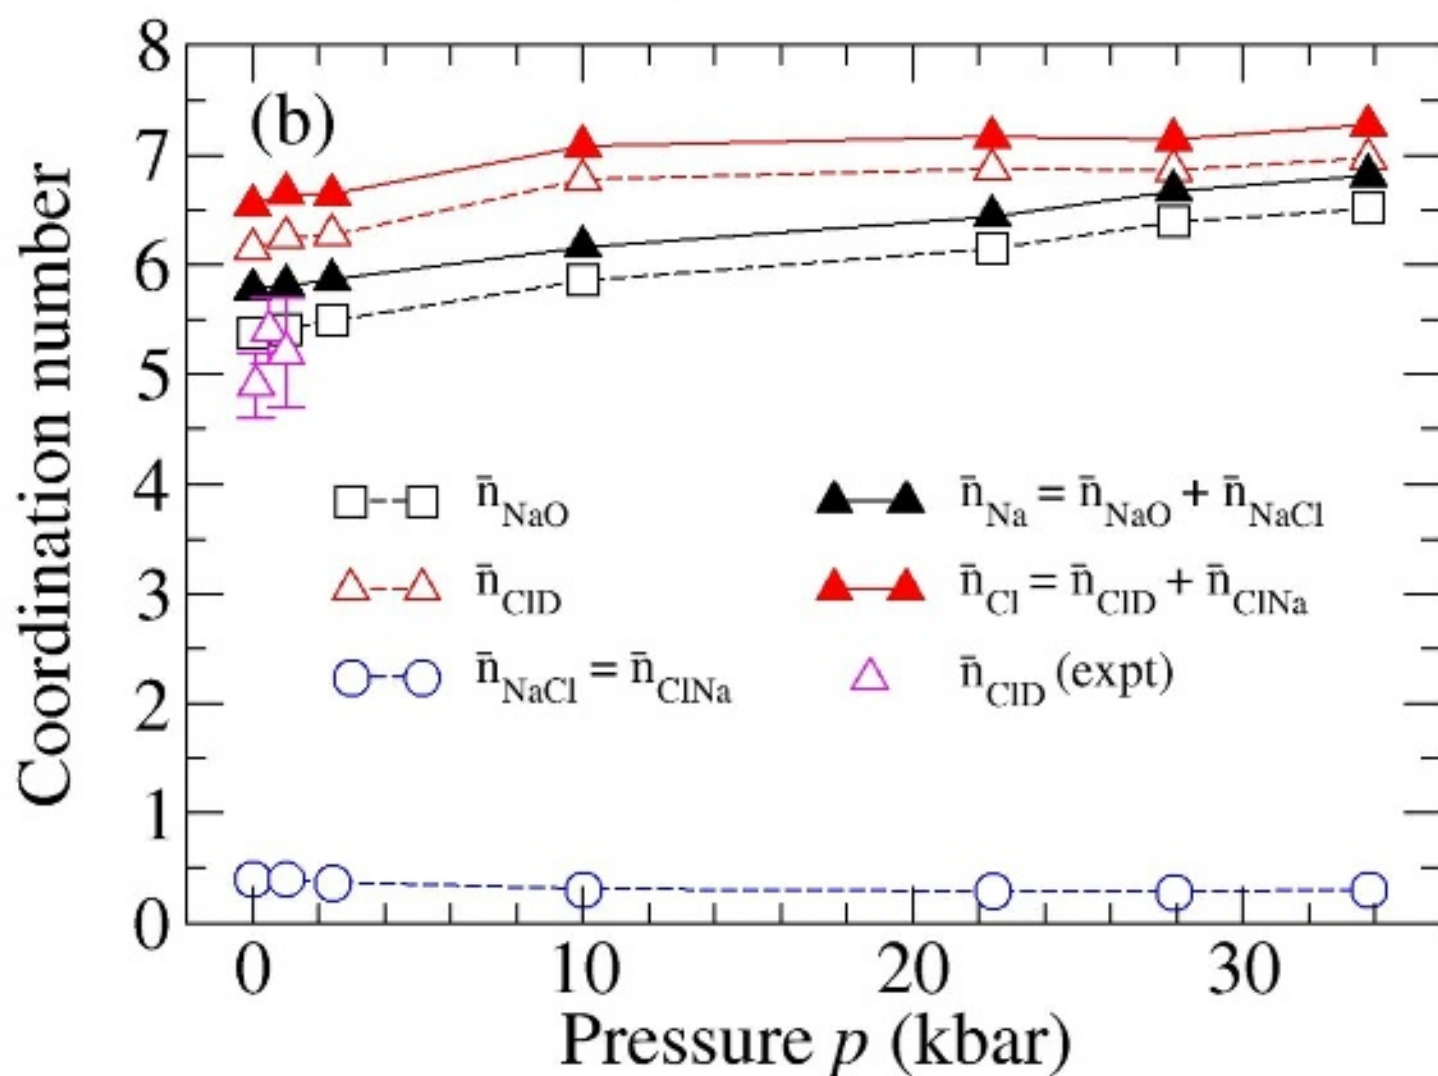 8
(b)
7
6
5
4
3
2
1
0
Coordination number
n̄NaO
n̄Na = n̄NaO + n̄NaCl
n̄ClD
n̄Cl = n̄ClD + n̄ClNa
n̄NaCl = n̄ClNa
n̄ClD (expt)
0 10 20 30
Pressure p (kbar)